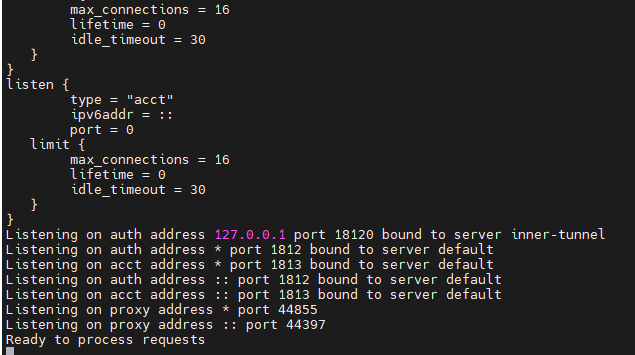 max_connections = 16
lifetime = 0
idle_timeout = 30
}
}
listen {
type = "acct"
ipv6addr = ::
port = 0
limit {
max_connections = 16
lifetime = 0
idle_timeout = 30
}
}
Listening on auth address 127.0.0.1 port 18120 bound to server inner-tunnel
Listening on auth address * port 1812 bound to server default
Listening on acct address * port 1813 bound to server default
Listening on auth address :: port 1812 bound to server default
Listening on acct address :: port 1813 bound to server default
Listening on proxy address * port 44855
Listening on proxy address :: port 44397
Ready to process requests